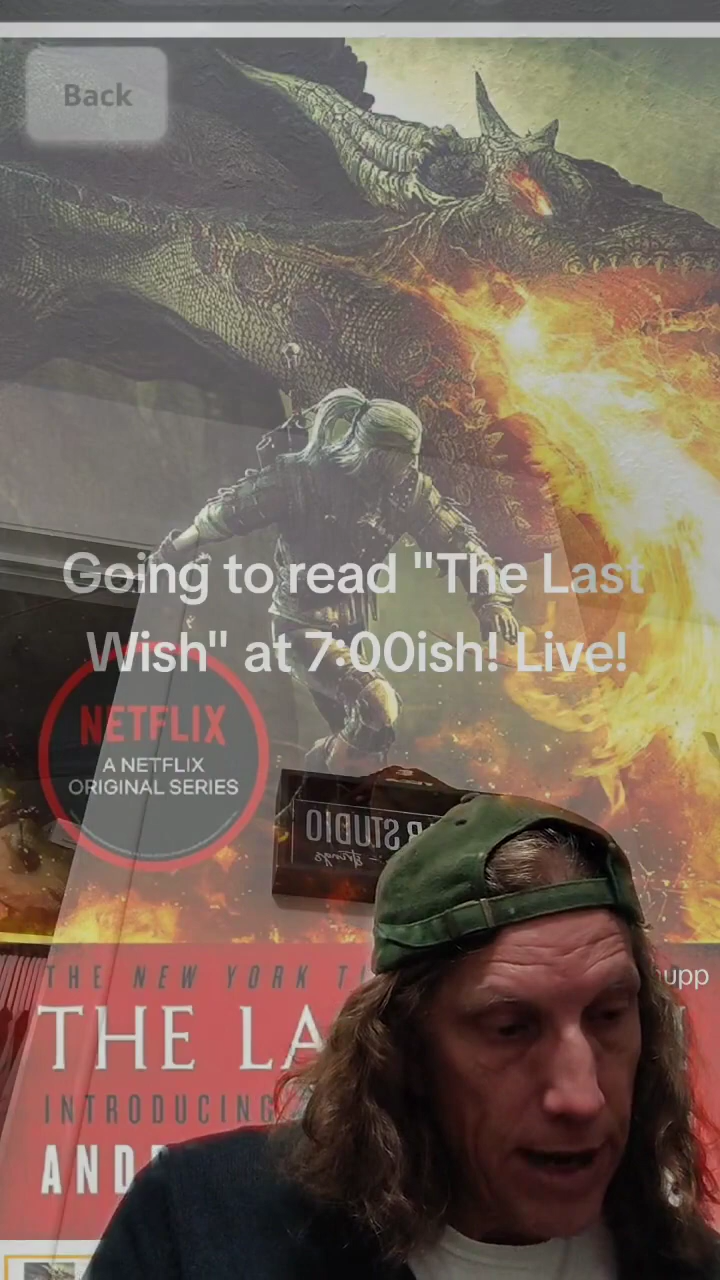 Back
Going to read "The Last
Wish" at 7:00ish! Live!
NETFLIX
A NETFLIX
ORIGINAL SERIES
STUDIO
THE NEW YORK
upp
THE LA
INTRODUCING
AND